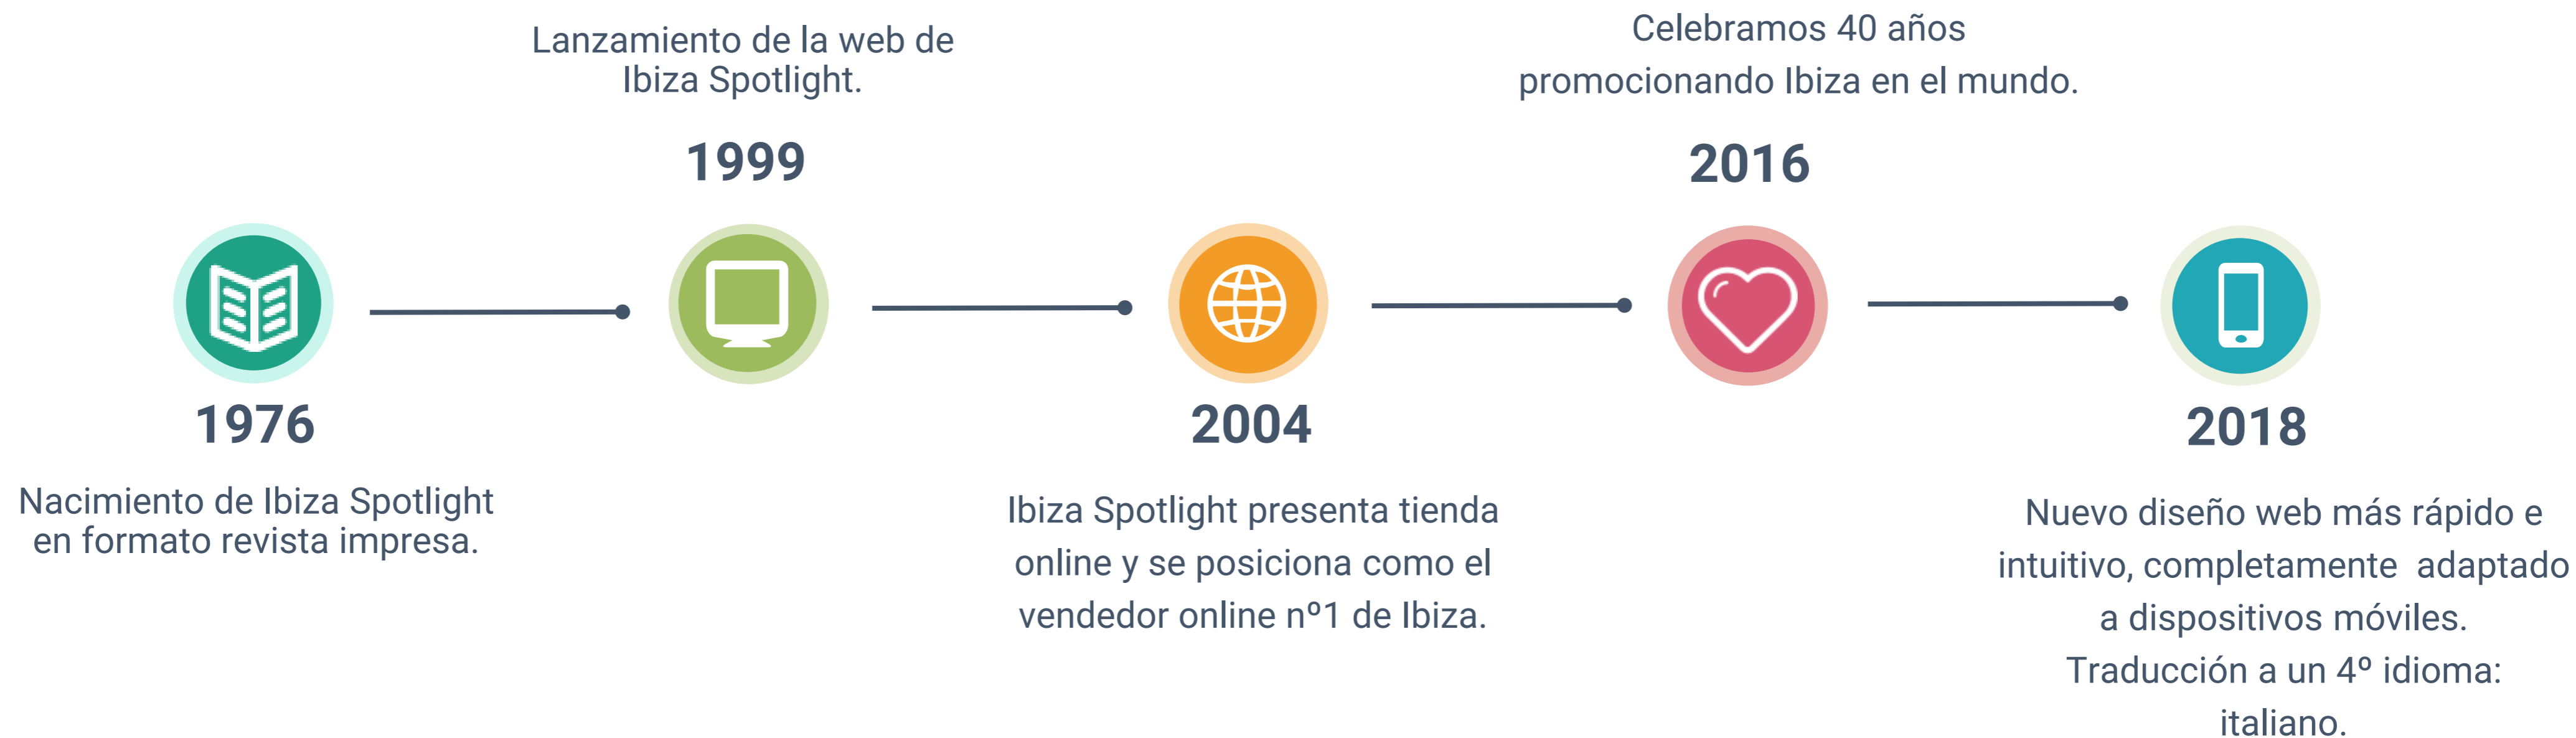 1976
Nacimiento de Ibiza Spotlight
en formato revista impresa.
Lanzamiento de la web de
Ibiza Spotlight.
1999
2004
Ibiza Spotlight presenta tienda
online y se posiciona como el
vendedor online nº1 de Ibiza.
Celebramos 40 años
promocionando Ibiza en el mundo.
2016
2018
Nuevo diseño web más rápido e
intuitivo, completamente adaptado
a dispositivos móviles.
Traducción a un 4º idioma:
italiano.